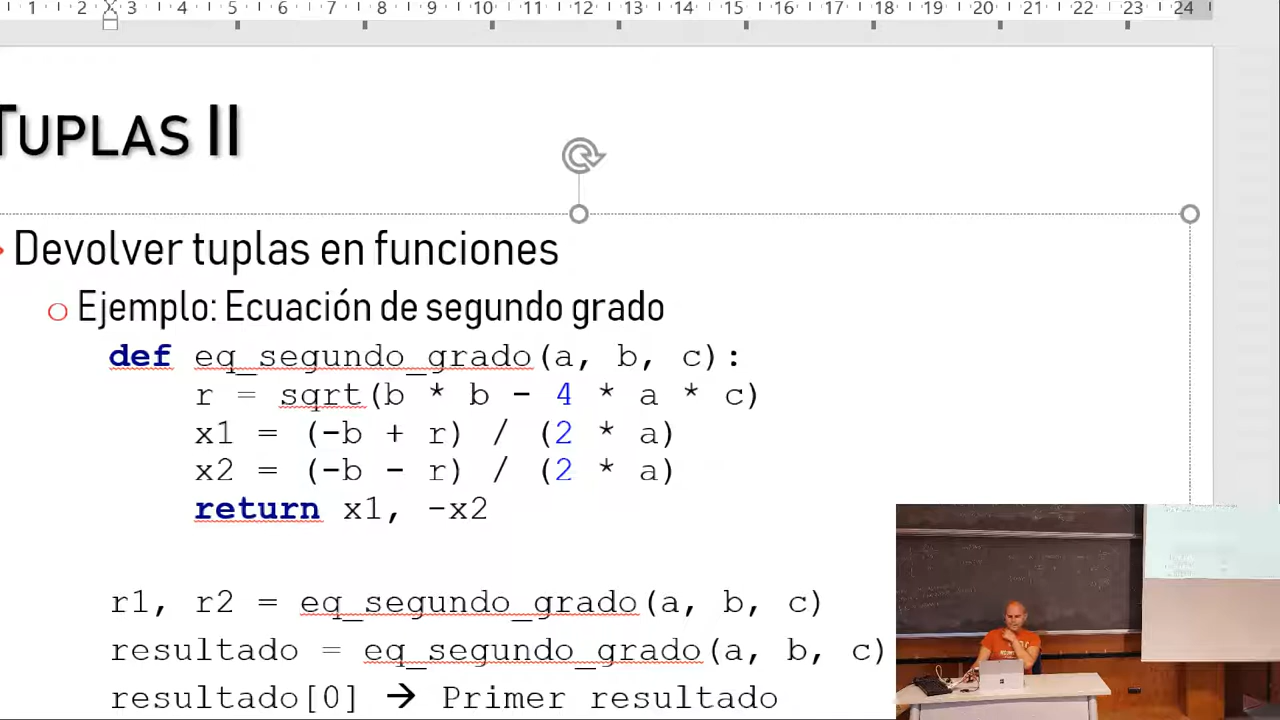 1 2 3 4 5 6 7 8 9 10 11 12 13 14 15 16 17 18 19 20 21 22 23 24
TUPLAS II
Devolver tuplas en funciones
Ejemplo: Ecuación de segundo grado
def eq_segundo_grado(a, b, c):
r = sqrt(b * b - 4 * a * c)
x1 = (-b + r) / (2 * a)
x2 = (-b - r) / (2 * a)
return x1, -x2
r1, r2 = eq_segundo_grado(a, b, c)
resultado = eq_segundo_grado(a, b, c)
resultado[0] → Primer resultado